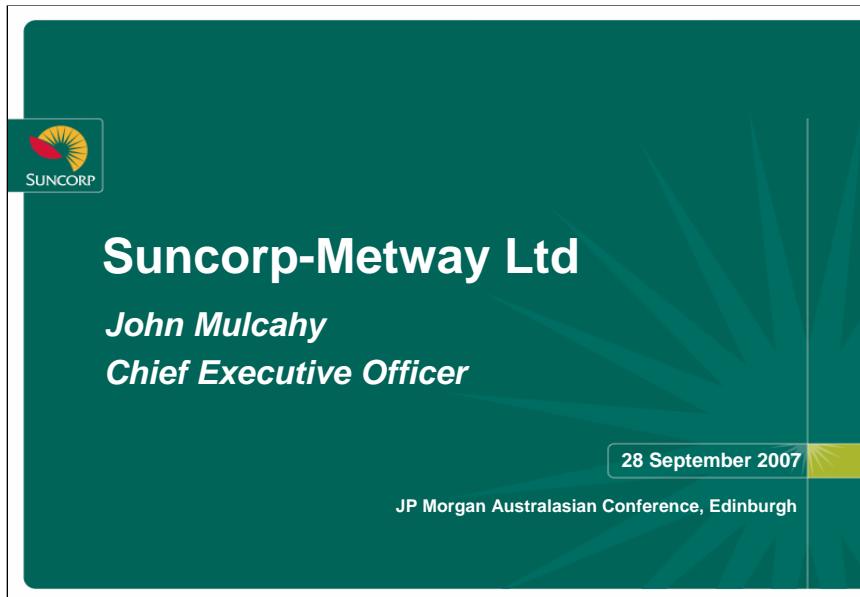 SUNCORP
Suncorp-Metway Ltd
John Mulcahy
Chief Executive Officer
28 September 2007
JP Morgan Australasian Conference, Edinburgh